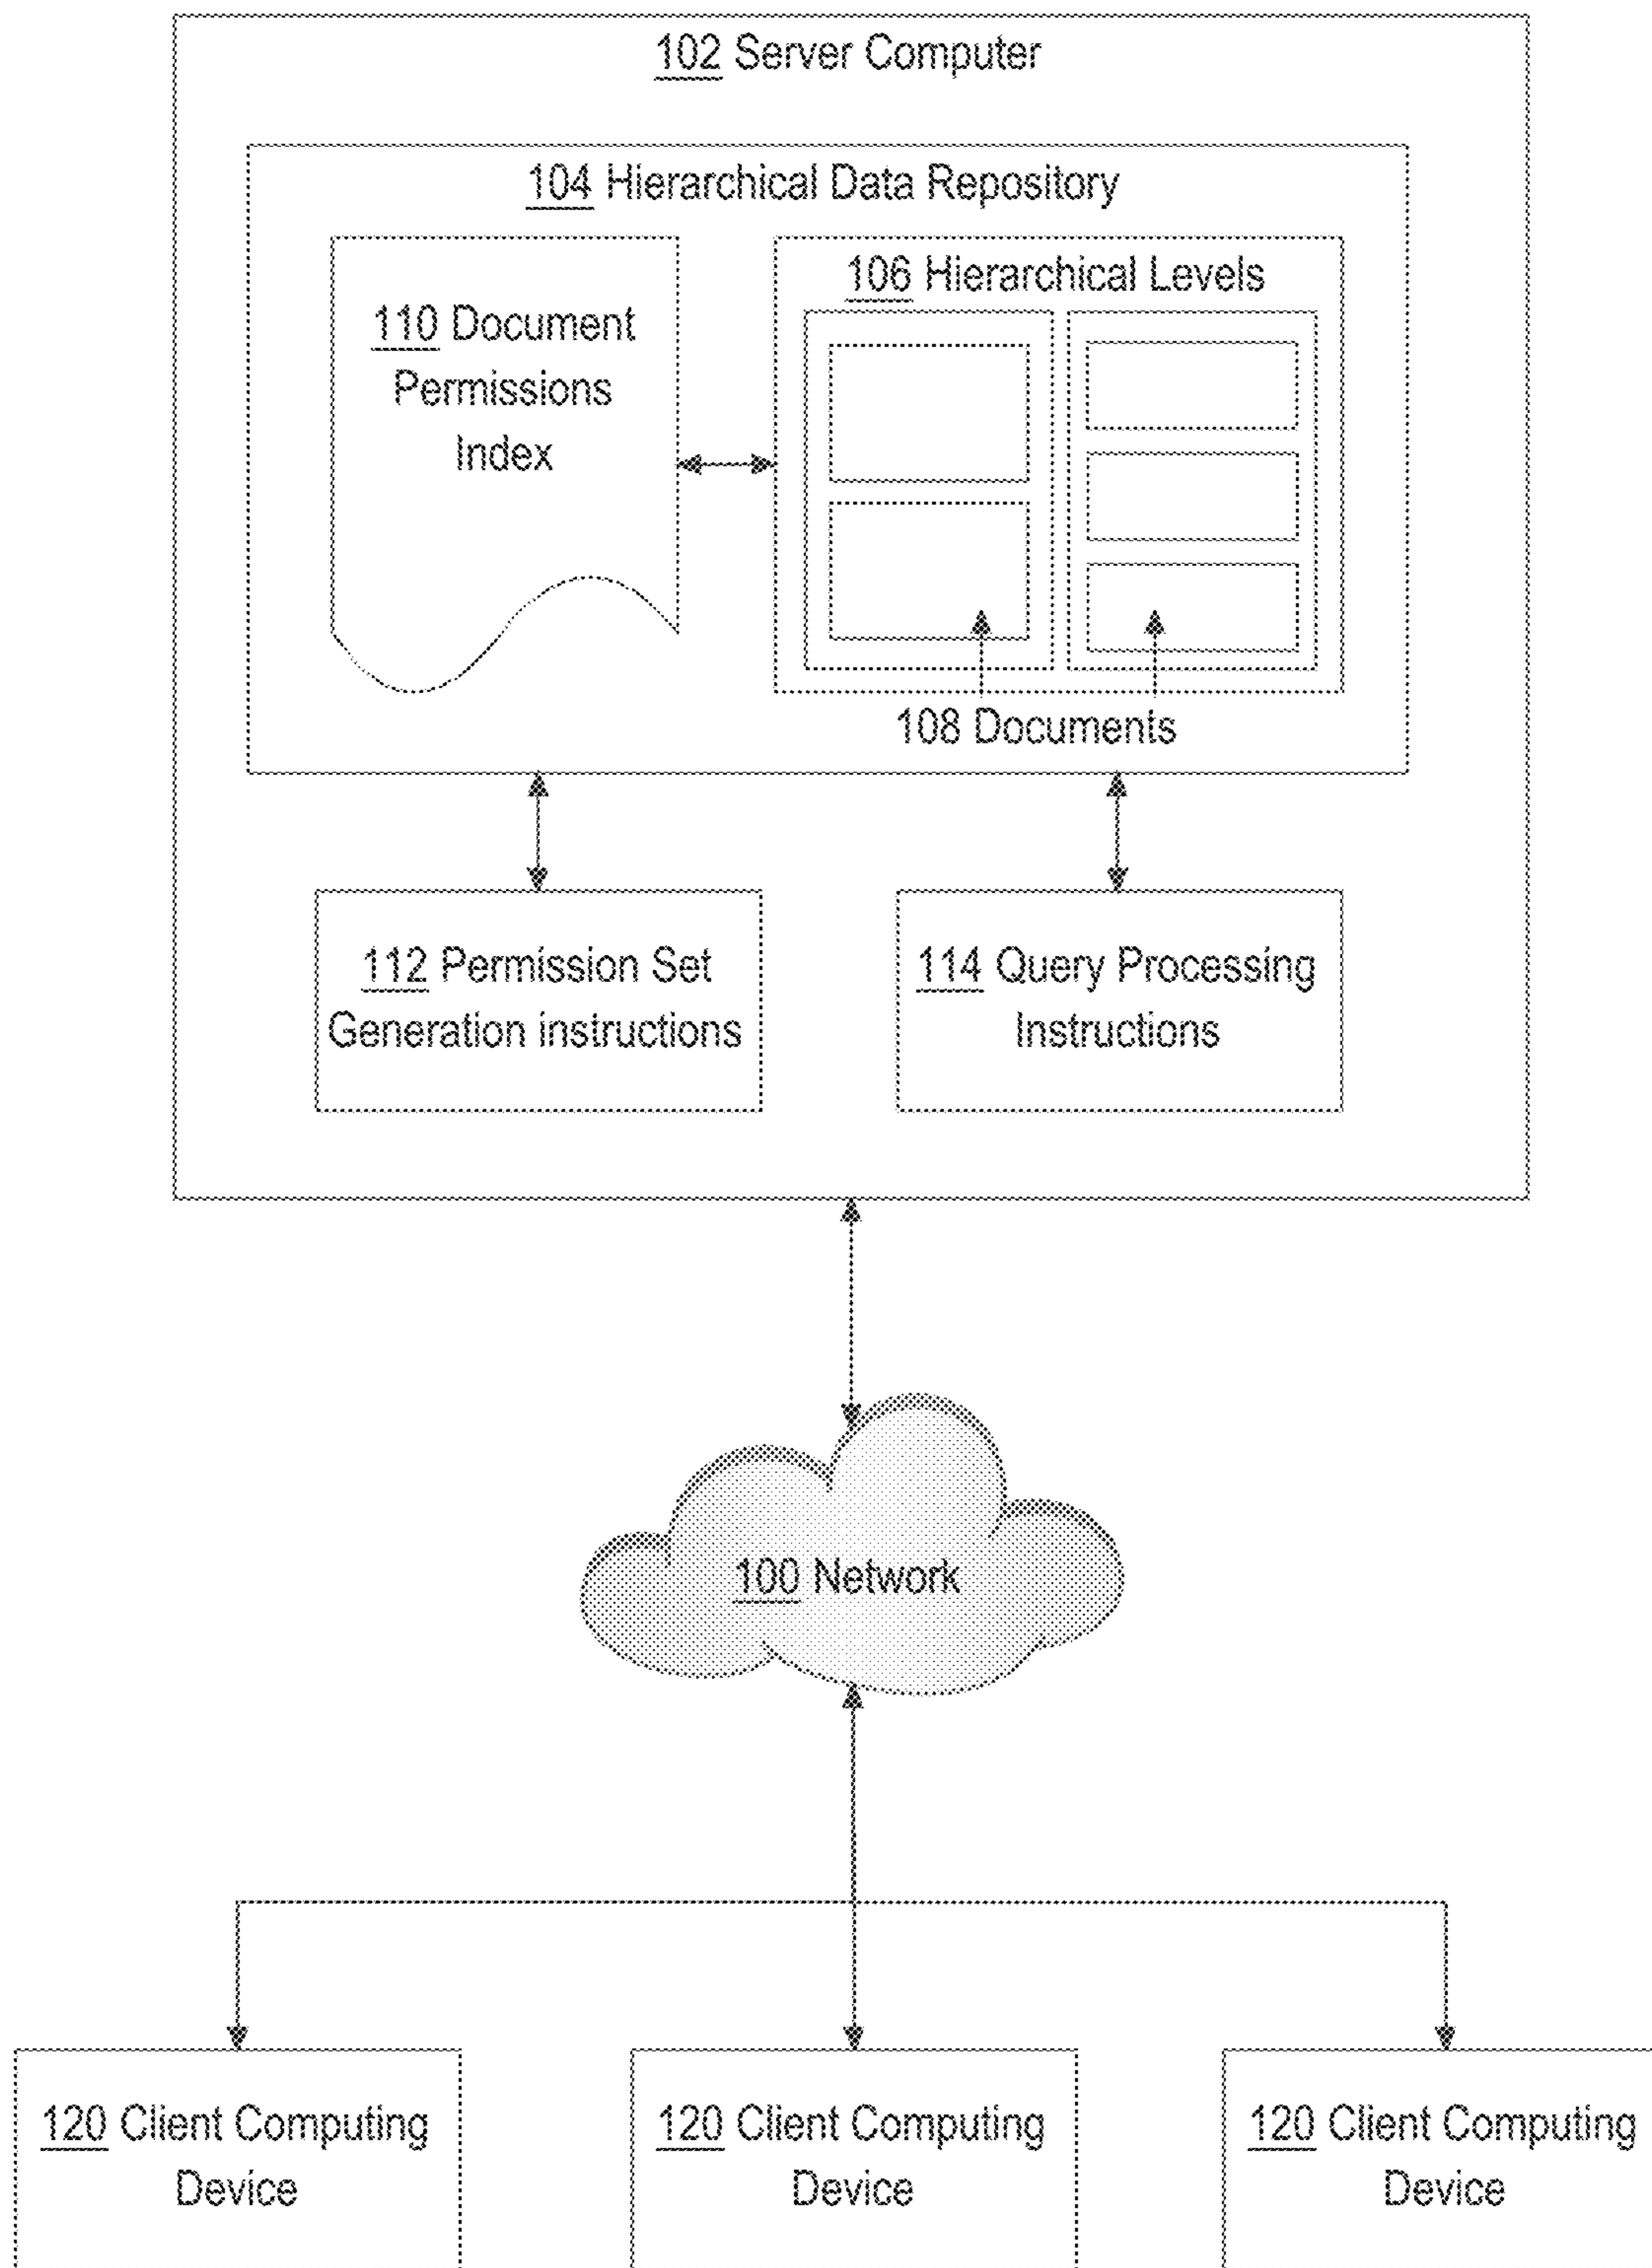 102 Server Computer
104 Hierarchical Data Repository
110 Document
Permissions
Index
106 Hierarchical Levels
108 Documents
112 Permission Set
Generation instructions
114 Query Processing
Instructions
100 Network
120 Client Computing
Device
120 Client Computing
Device
120 Client Computing
Device